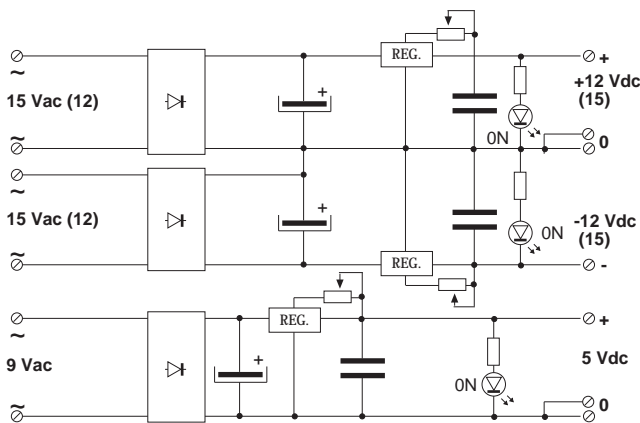 ~
REG.
+
+12 Vdc
(15)
15 Vac (12)
+
0N
0
~
~
15 Vac (12)
+
0N
-12 Vdc
(15)
~
REG.
-
~
REG.
+
9 Vac
+
5 Vdc
0N
0
~